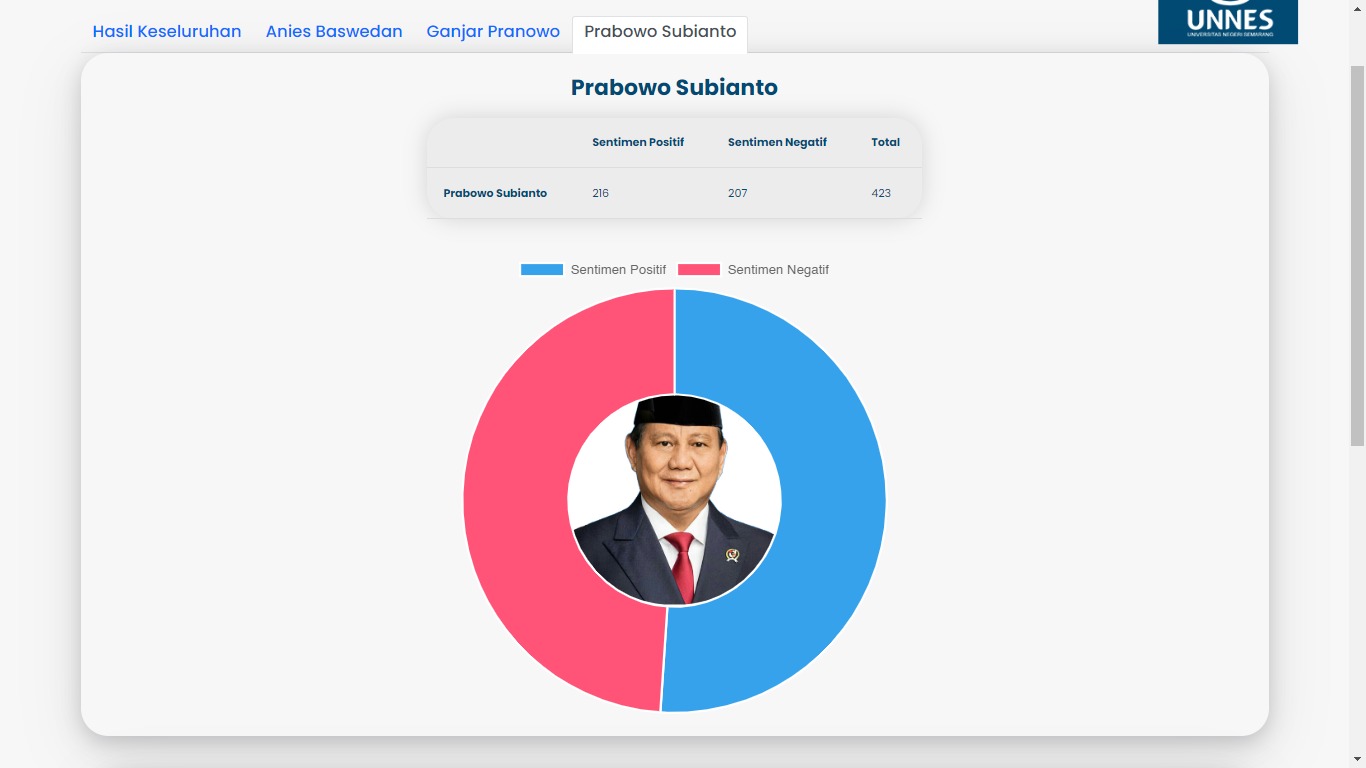 UNNES
UNIVERSITAS NEGERI SEMARANG
Hasil Keseluruhan Anies Baswedan Ganjar Pranowo Prabowo Subianto
Prabowo Subianto
Sentimen Positif Sentimen Negatif Total
Prabowo Subianto 216 207 423
Sentimen Positif Sentimen Negatif